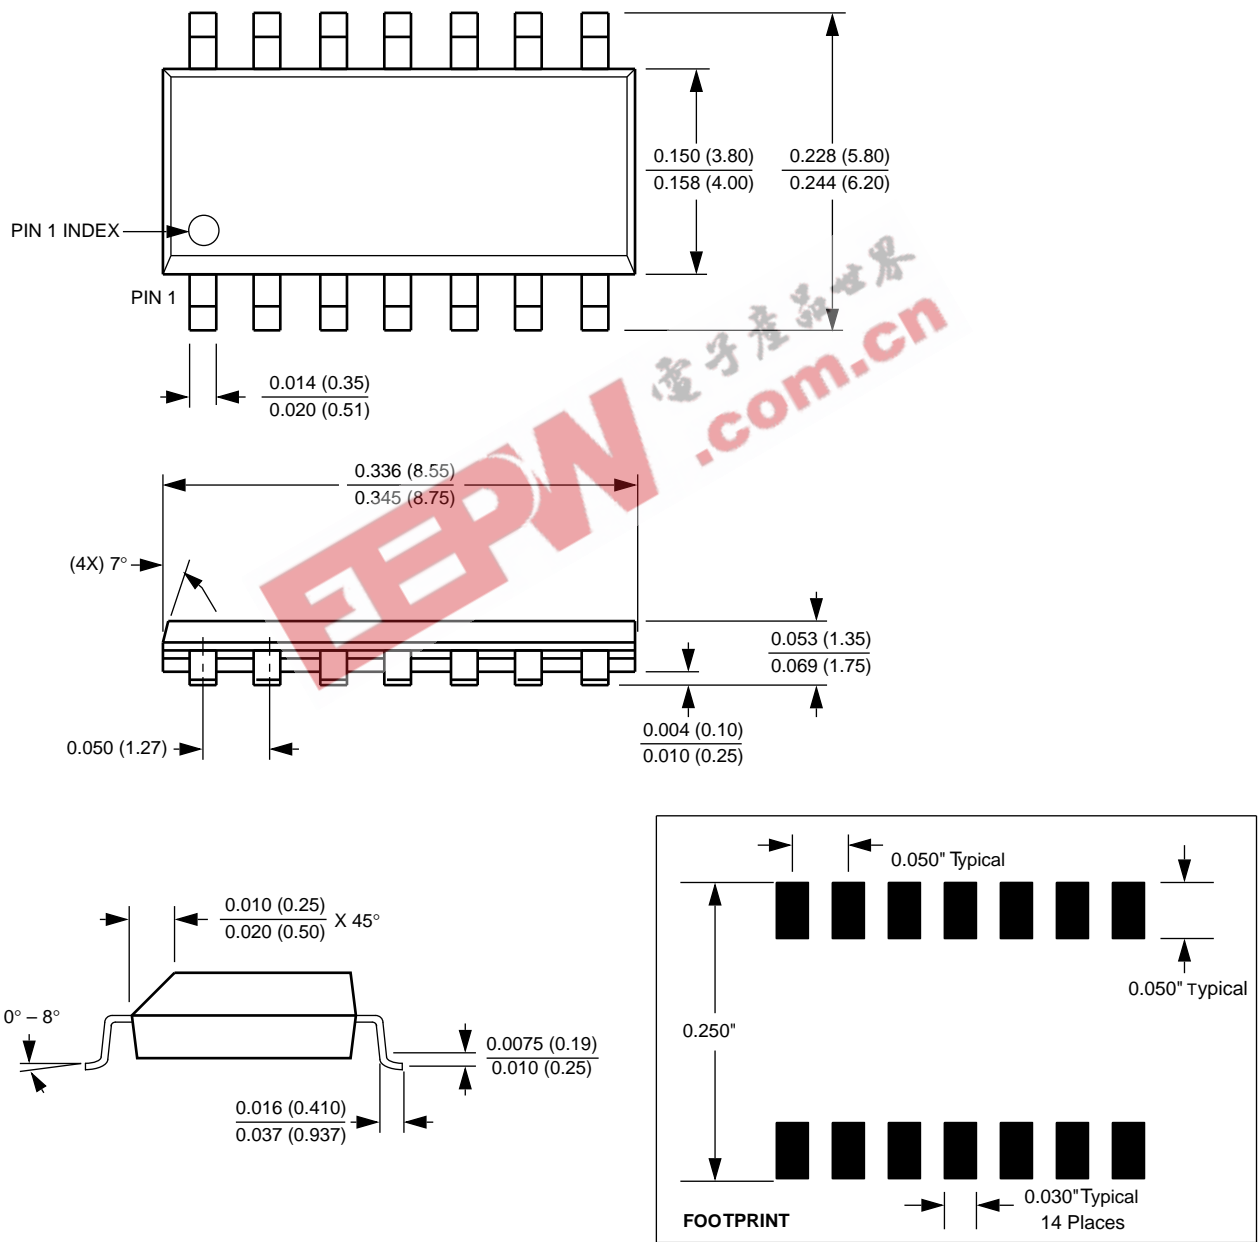 0.150 (3.80)
0.158 (4.00)
0.228 (5.80)
0.244 (6.20)
PIN 1 INDEX
PIN 1
0.014 (0.35)
0.020 (0.51)
電子產品世界
.com.cn
EEPW
0.336 (8.55)
0.345 (8.75)
(4X) 7°
0.053 (1.35)
0.069 (1.75)
0.004 (0.10)
0.010 (0.25)
0.050 (1.27)
0.010 (0.25)
0.020 (0.50)
X 45°
0° – 8°
0.0075 (0.19)
0.010 (0.25)
0.016 (0.410)
0.037 (0.937)
0.050" Typical
0.050" Typical
0.250"
0.030" Typical
14 Places
FOOTPRINT